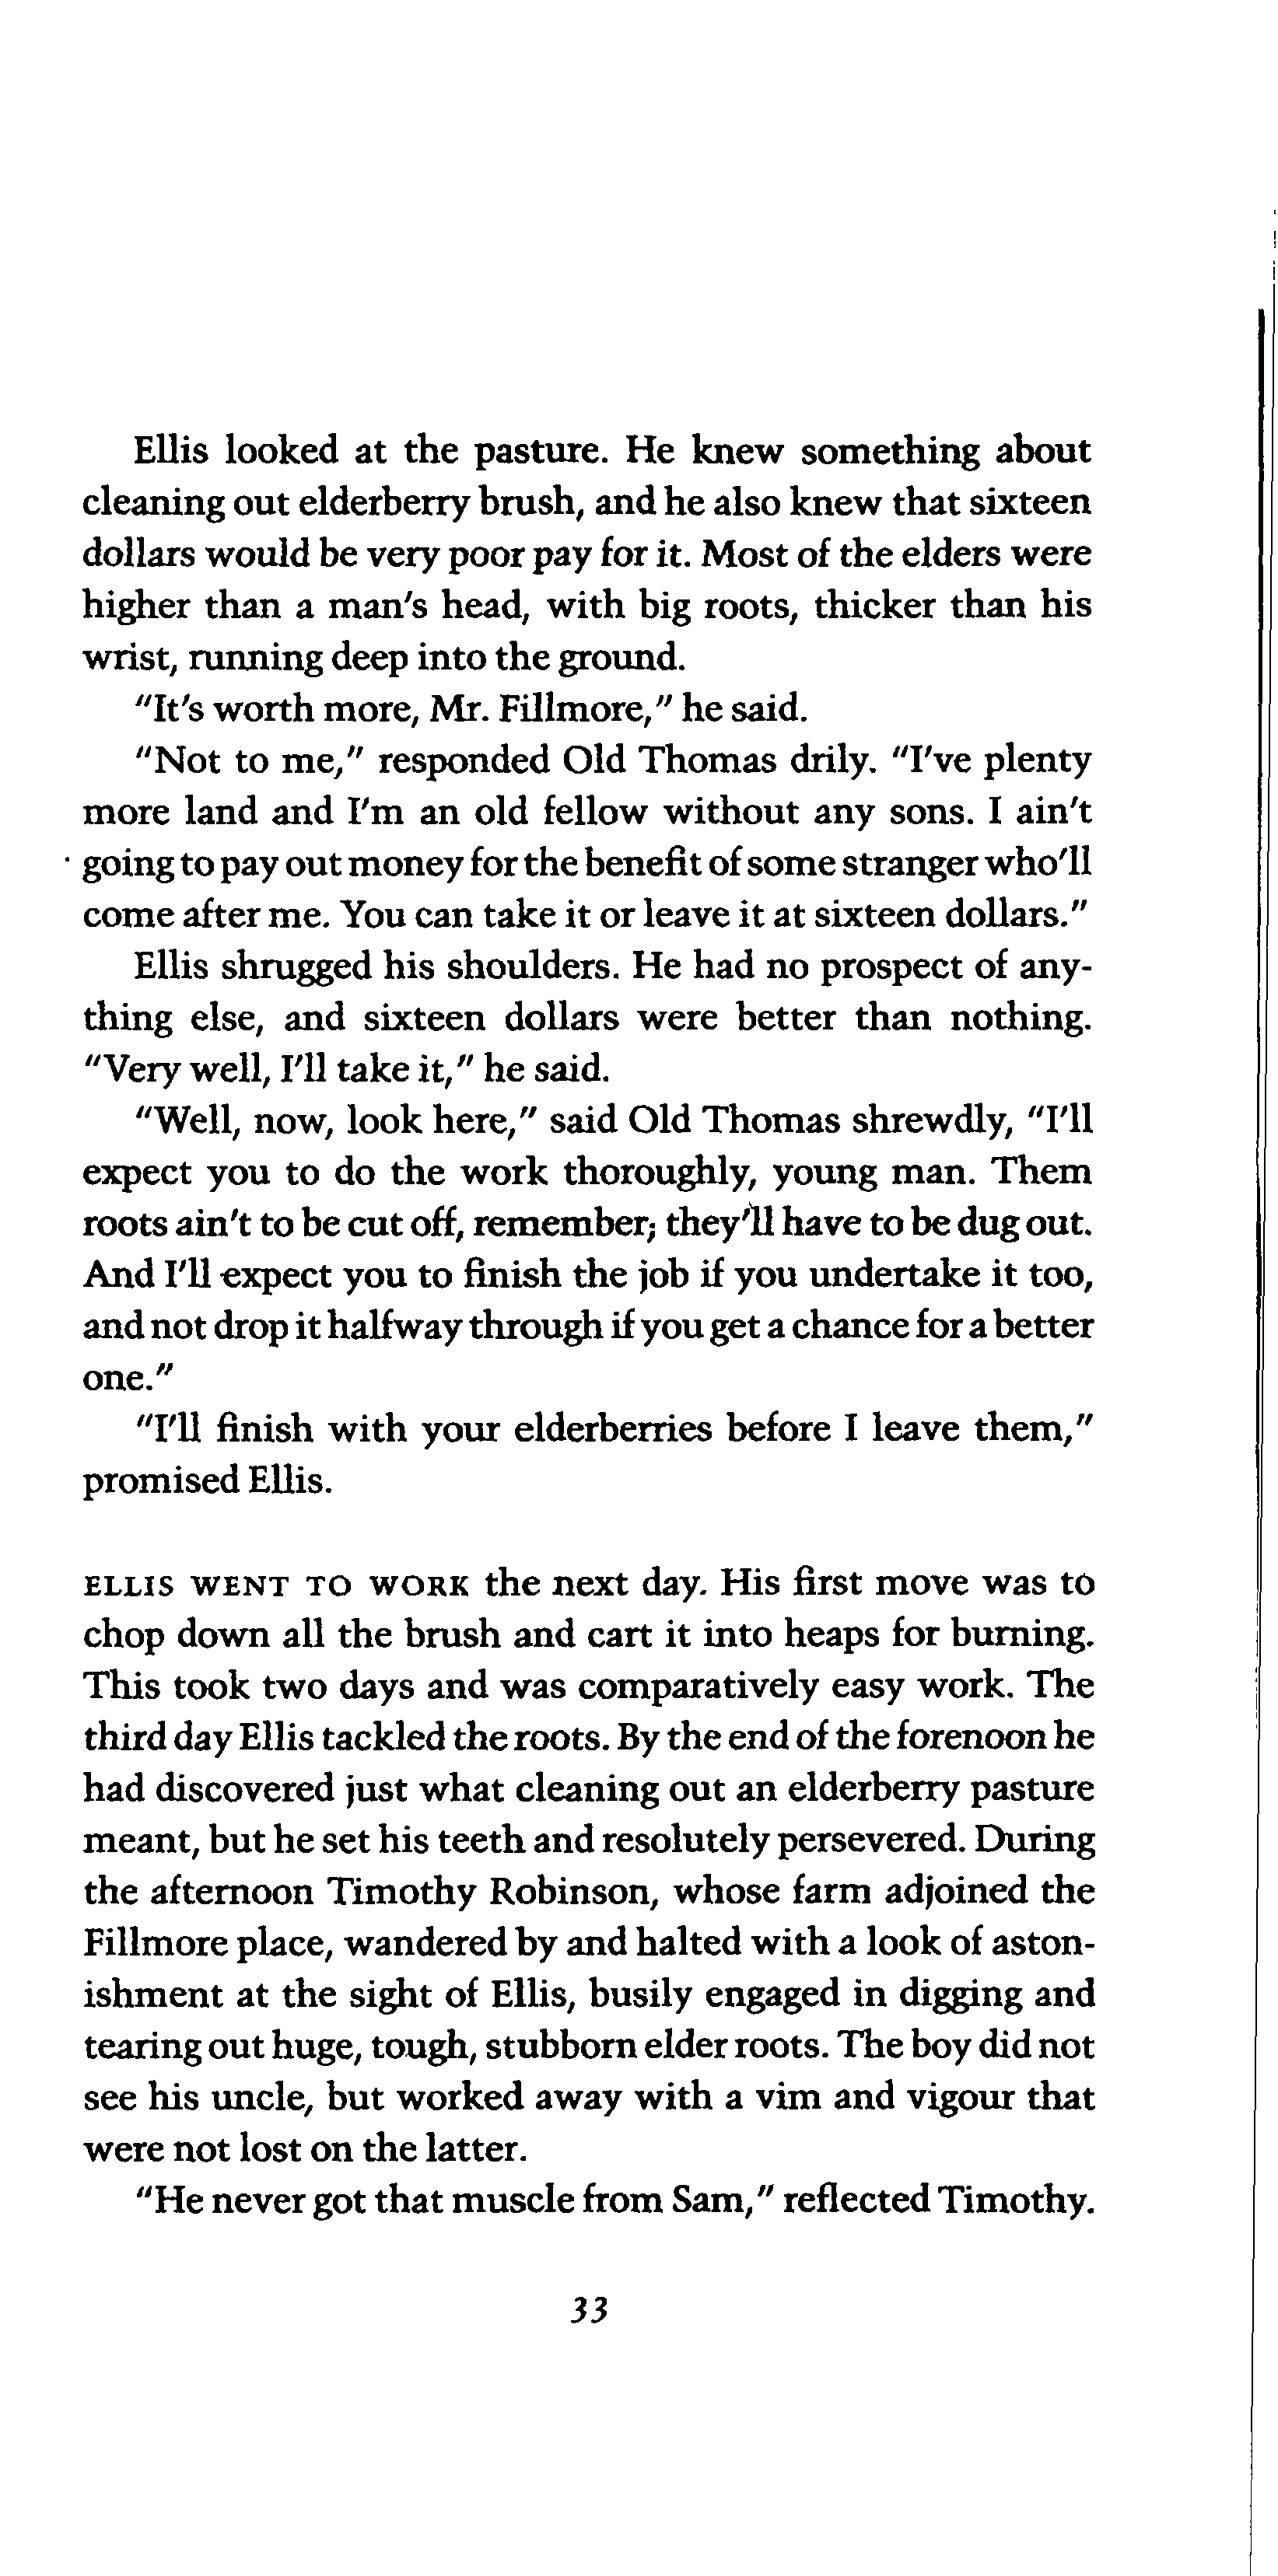 Ellis looked at the pasture. He knew something about
cleaning out elderberry brush, and he also knew that sixteen
dollars would be very poor pay for it. Most of the elders were
higher than a man's head, with big roots, thicker than his
wrist, running deep into the ground.
"It's worth more, Mr. Fillmore," he said.
"Not to me," responded Old Thomas drily. "I've plenty
more land and I'm an old fellow without any sons. I ain't
going to pay out money for the benefit of some stranger who'll
come after me. You can take it or leave it at sixteen dollars."
Ellis shrugged his shoulders. He had no prospect of any-
thing else, and sixteen dollars were better than nothing.
"Very well, I'll take it," he said.
"Well, now, look here," said Old Thomas shrewdly, "I'll
expect you to do the work thoroughly, young man. Them
roots ain't to be cut off, remember; they'll have to be dug out.
And I'll expect you to finish the job if you undertake it too,
and not drop it halfway through if you get a chance for a better
one."
"I'll finish with your elderberries before I leave them,"
promised Ellis.
ELLIS WENT TO WORK the next day. His first move was to
chop down all the brush and cart it into heaps for burning.
This took two days and was comparatively easy work. The
third day Ellis tackled the roots. By the end of the forenoon he
had discovered just what cleaning out an elderberry pasture
meant, but he set his teeth and resolutely persevered. During
the afternoon Timothy Robinson, whose farm adjoined the
Fillmore place, wandered by and halted with a look of aston-
ishment at the sight of Ellis, busily engaged in digging and
tearing out huge, tough, stubborn elder roots. The boy did not
see his uncle, but worked away with a vim and vigour that
were not lost on the latter.
"He never got that muscle from Sam," reflected Timothy.
33